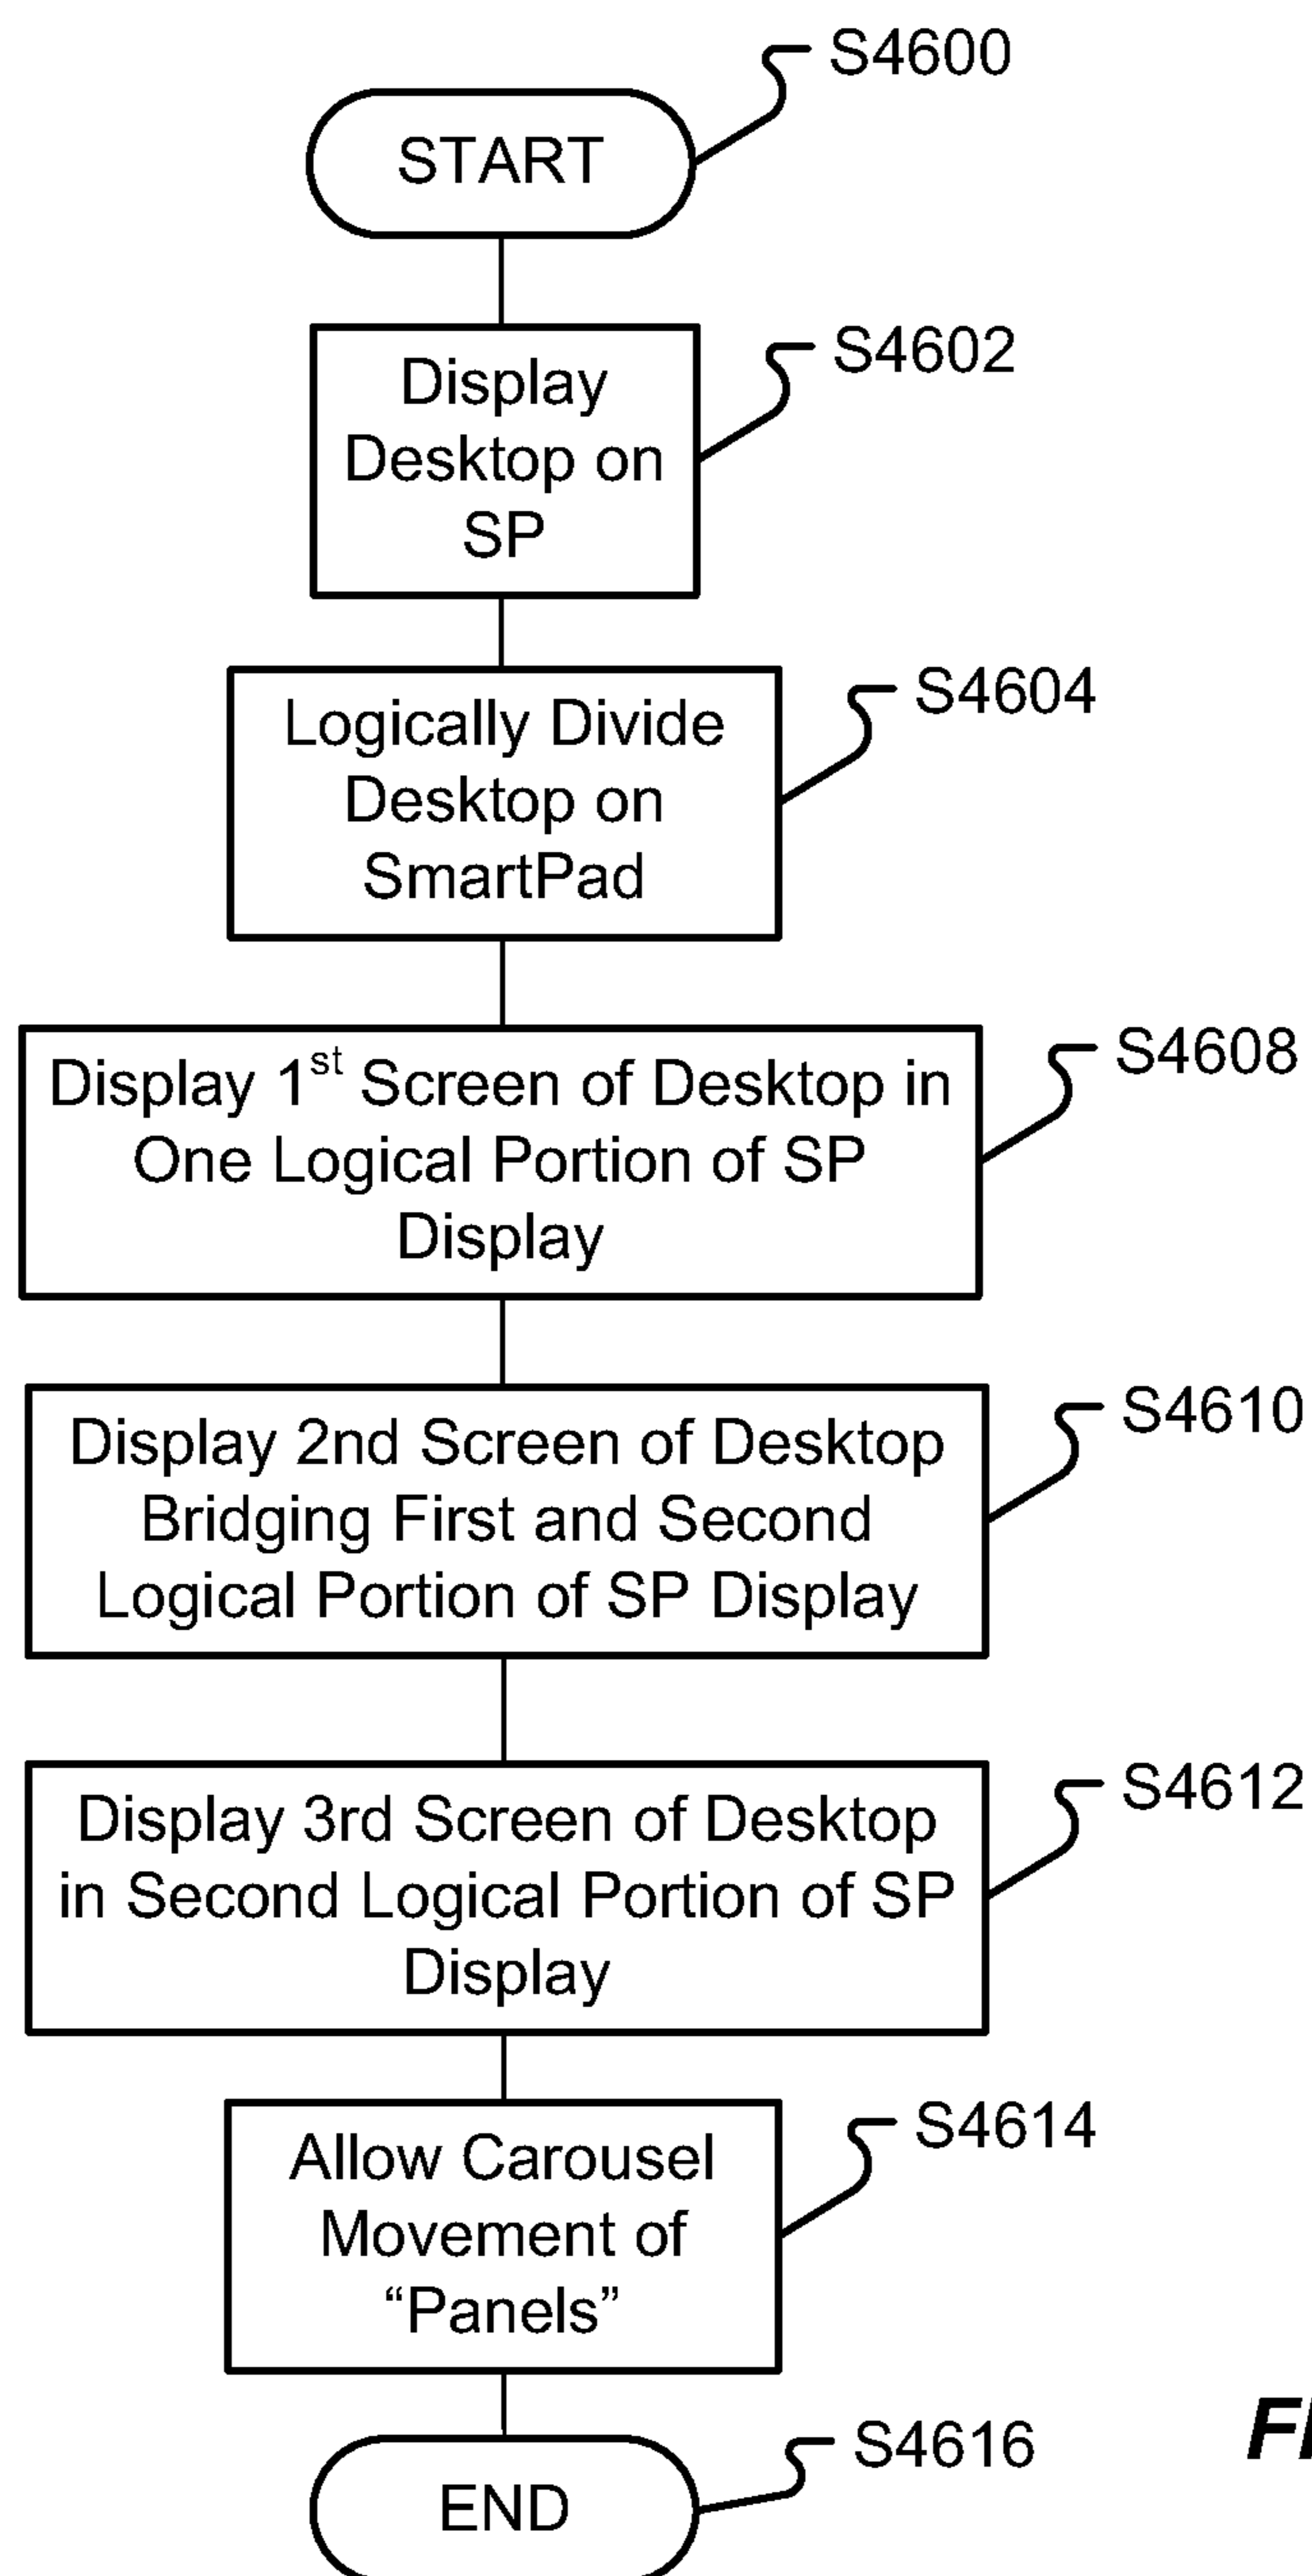 S4600
START
S4602
Display
Desktop on
SP
S4604
Logically Divide
Desktop on
SmartPad
S4608
Display 1st Screen of Desktop in
One Logical Portion of SP
Display
S4610
Display 2nd Screen of Desktop
Bridging First and Second
Logical Portion of SP Display
S4612
Display 3rd Screen of Desktop
in Second Logical Portion of SP
Display
S4614
Allow Carousel
Movement of
“Panels”
S4616
END